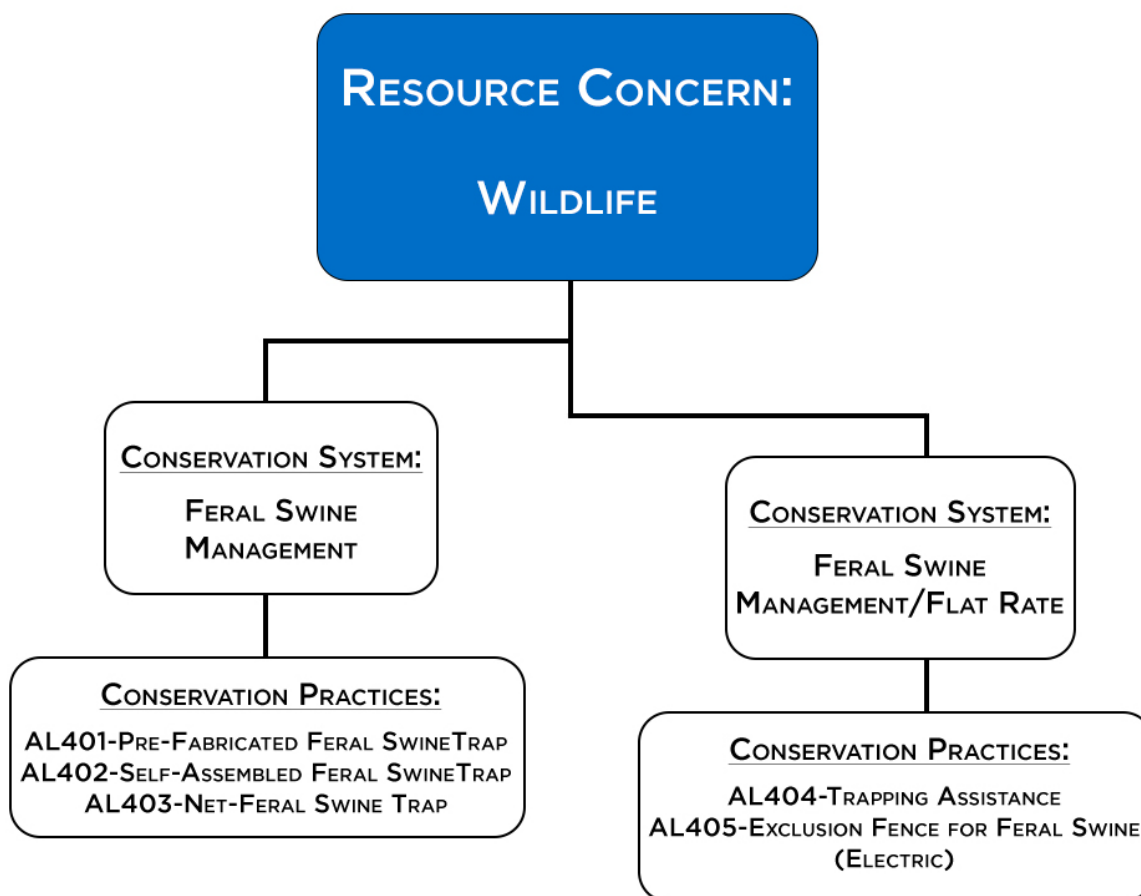 Resource Concern:
Wildlife
Conservation System:
Feral Swine
Management
Conservation System:
Feral Swine
Management/Flat Rate
Conservation Practices:
AL401-Pre-Fabricated Feral SwineTrap
AL402-Self-Assembled Feral SwineTrap
AL403-Net-Feral Swine Trap
Conservation Practices:
AL404-Trapping Assistance
AL405-Exclusion Fence for Feral Swine
(Electric)